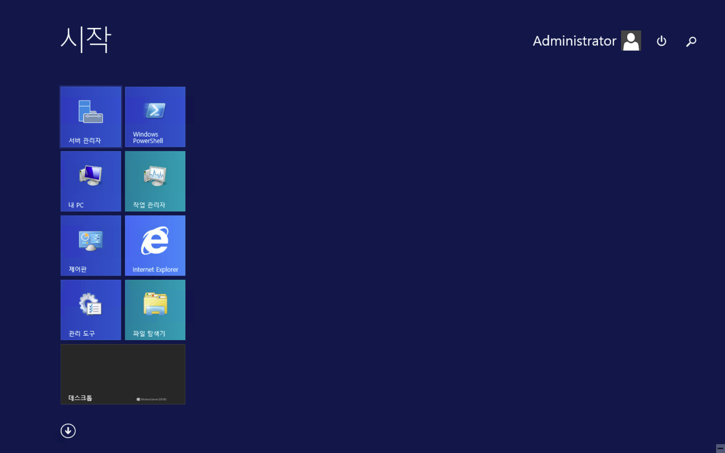 시작
Administrator
서버 관리자
Windows
PowerShell
내 PC
작업 관리자
제어판
Internet Explorer
관리 도구
파일 탐색기
데스크톱